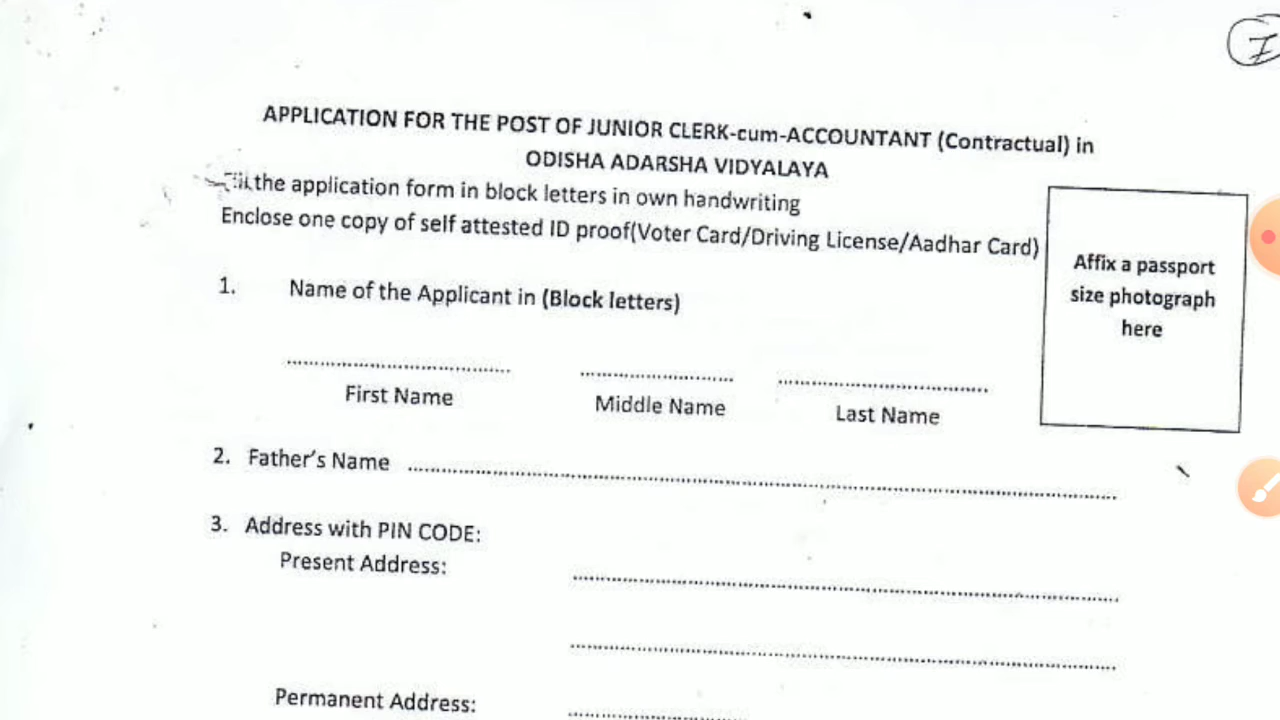 APPLICATION FOR THE POST OF JUNIOR CLERK-cum-ACCOUNTANT (Contractual) in
ODISHA ADARSHA VIDYALAYA
the application form in block letters in own handwriting
Enclose one copy of self attested ID proof(Voter Card/Driving License/Aadhar Card)
Affix a passport
size photograph
here
1. Name of the Applicant in (Block letters)
First Name Middle Name Last Name
2. Father's Name
3. Address with PIN CODE:
Present Address:
Permanent Address: